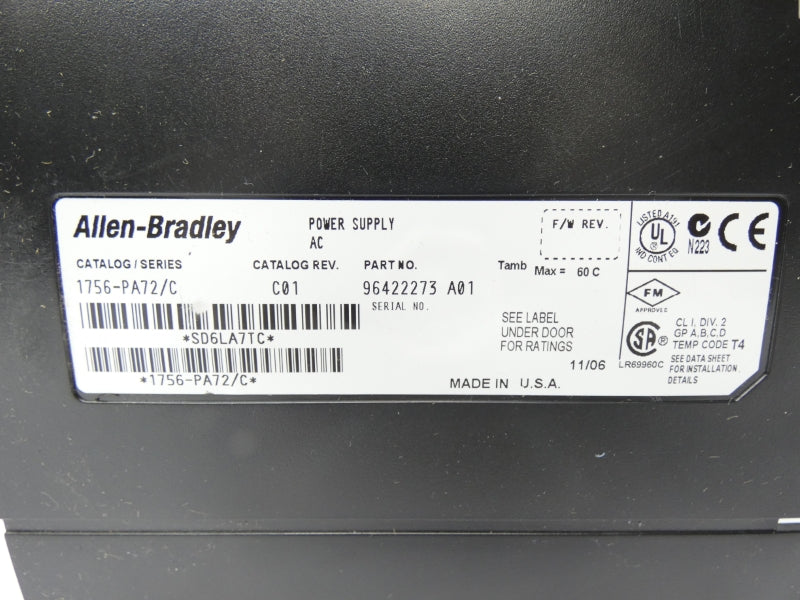 Allen-Bradley
POWER SUPPLY
AC
F/W REV.
CATALOG / SERIES
CATALOG REV.
PART NO.
Tamb Max = 60 C
1756-PA72/C
C01
96422273 A01
SERIAL NO.
*SD6LA7TC*
*1756-PA72/C*
SEE LABEL
UNDER DOOR
FOR RATINGS
11/06
MADE IN U.S.A.
LISTED A196
UL
IND CONT EQ
N223
CE
FM
APPROVED
SA ®
LR69960C
CL I, DIV. 2
GP A,B,C,D
TEMP CODE T4
SEE DATA SHEET
FOR INSTALLATION
DETAILS